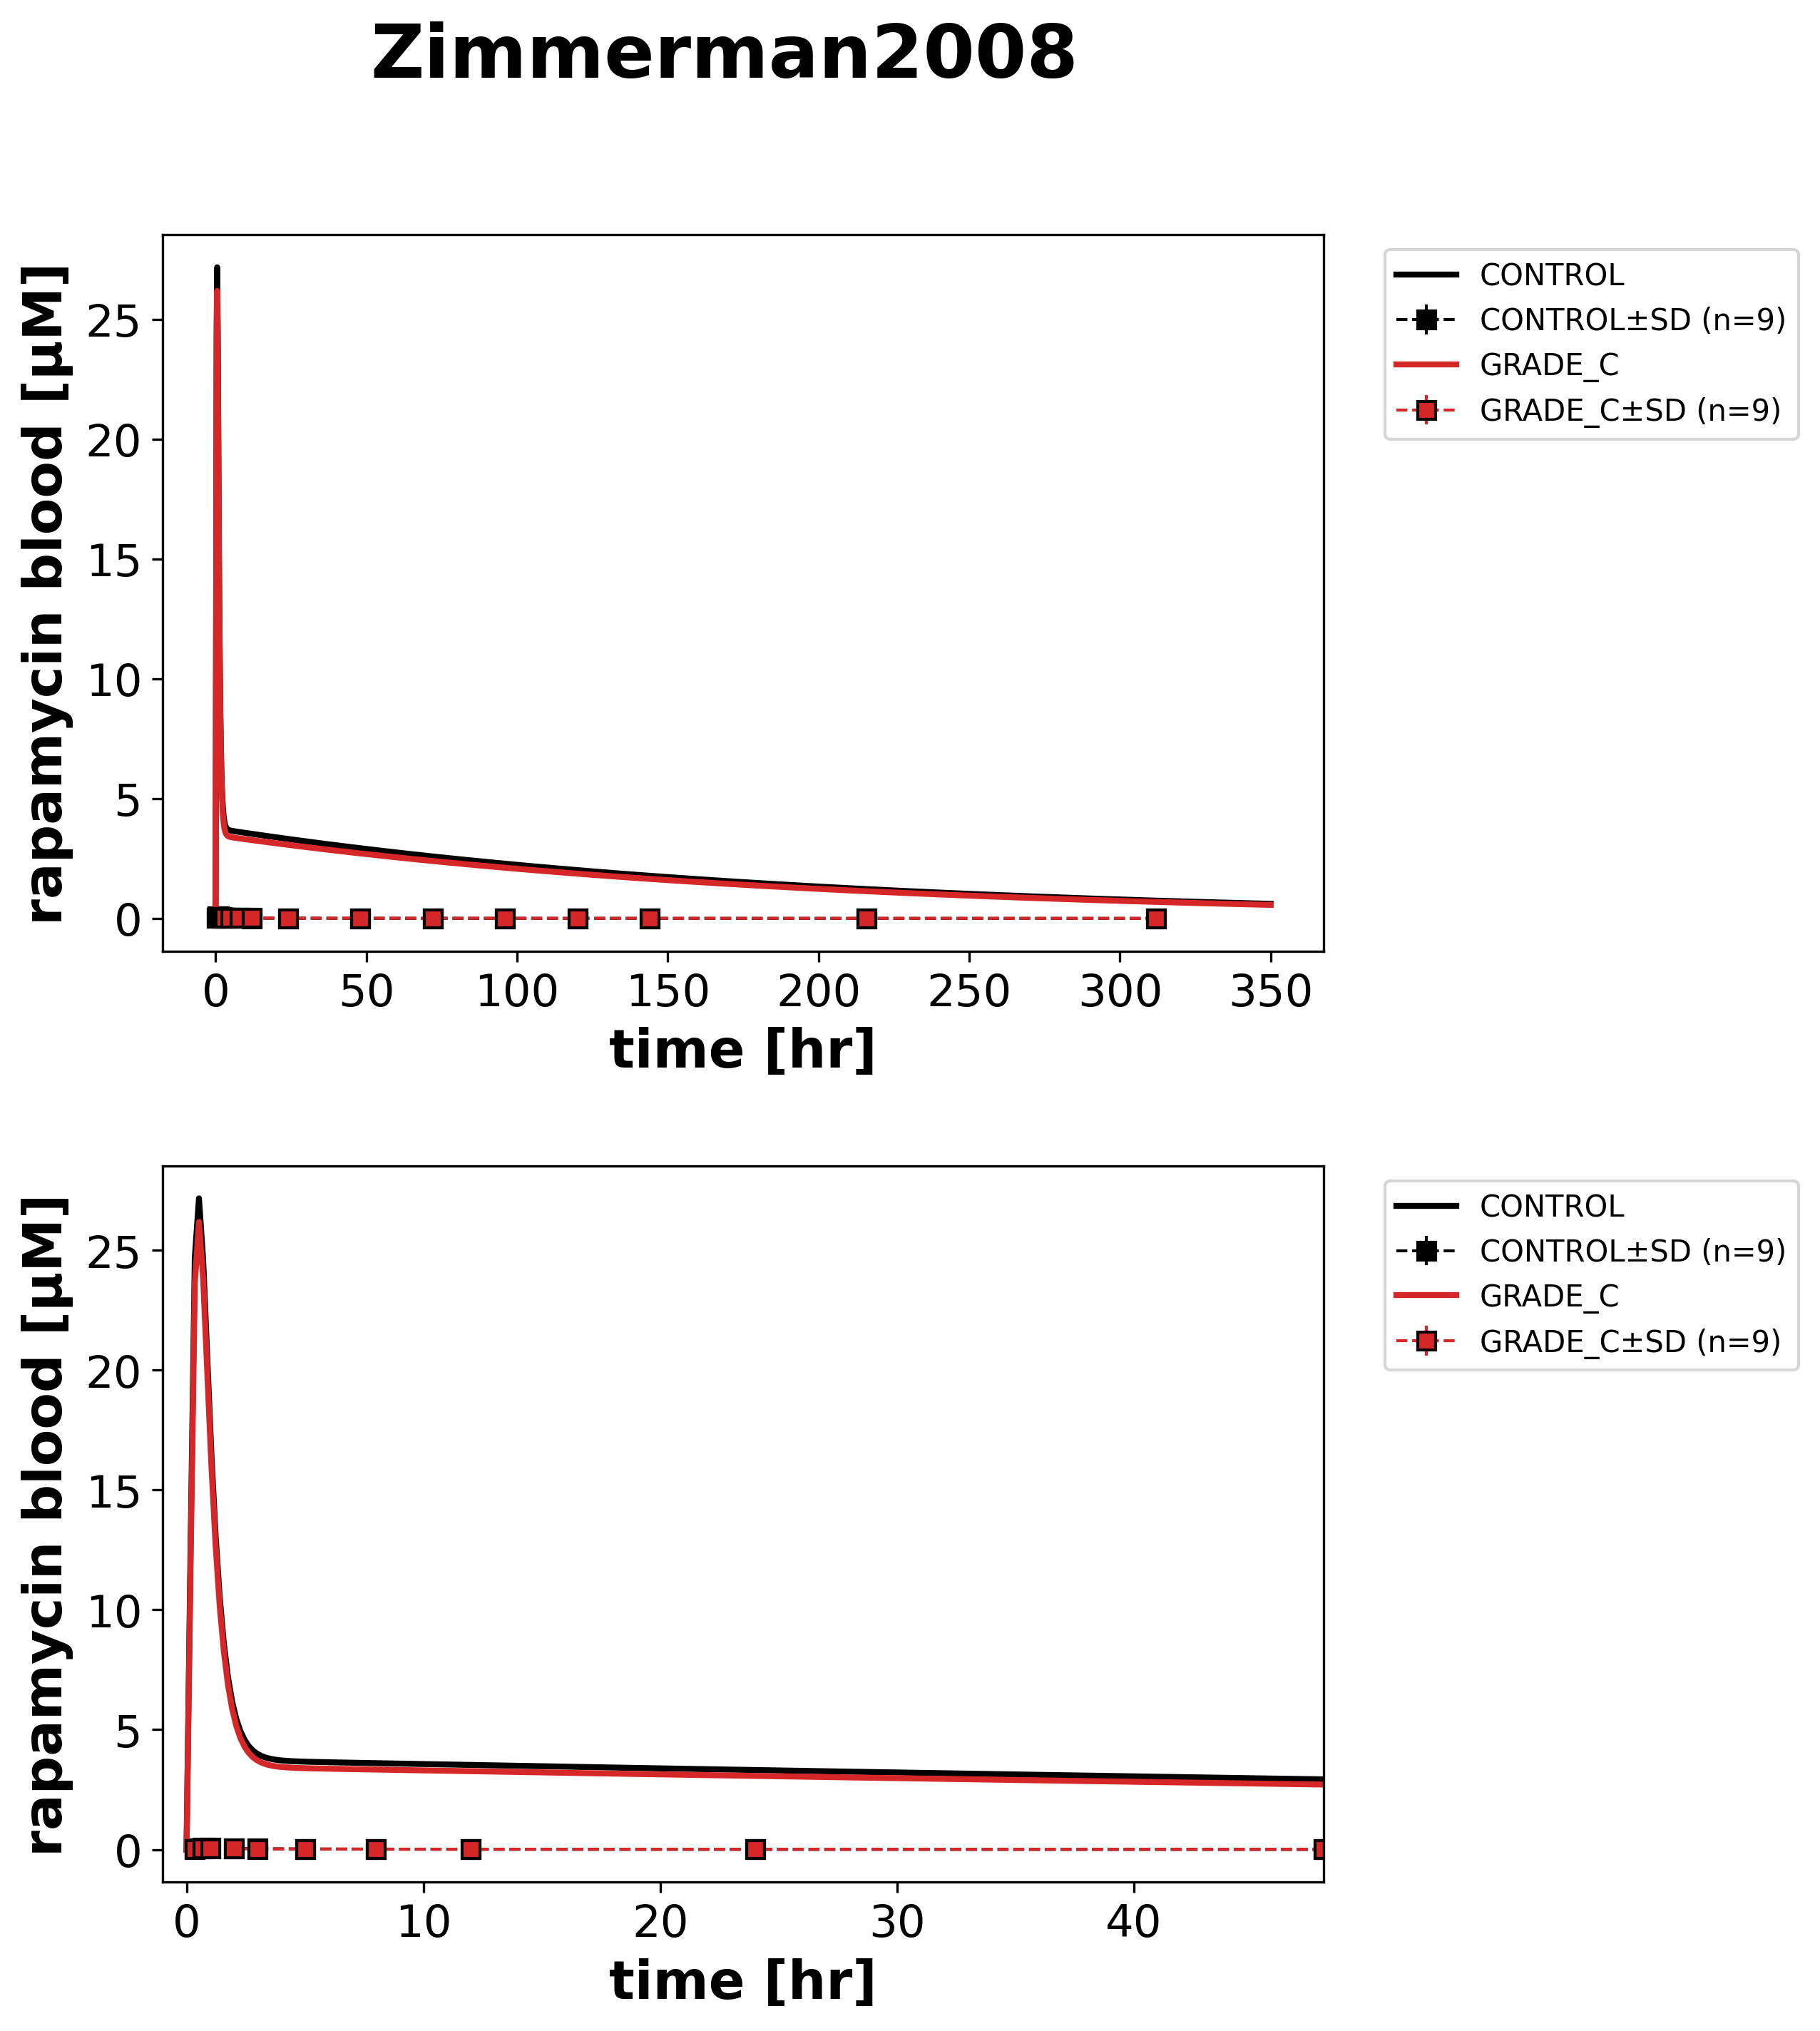 Zimmerman2008
rapamycin blood [µM]
25
20
15
10
5
0
0 50 100 150 200 250 300 350
time [hr]
CONTROL
CONTROL±SD (n=9)
GRADE_C
GRADE_C±SD (n=9)
rapamycin blood [µM]
25
20
15
10
5
0
0 10 20 30 40
time [hr]
CONTROL
CONTROL±SD (n=9)
GRADE_C
GRADE_C±SD (n=9)